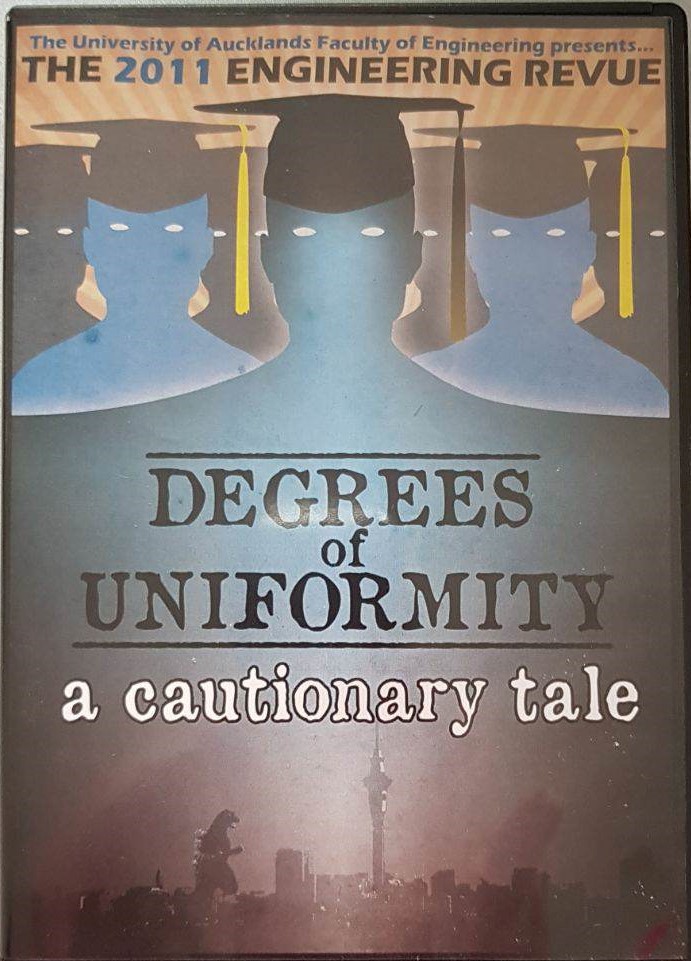 The University of Aucklands Faculty of Engineering presents...
THE 2011 ENGINEERING REVUE
DEGREES
of
UNIFORMITY
a cautionary tale